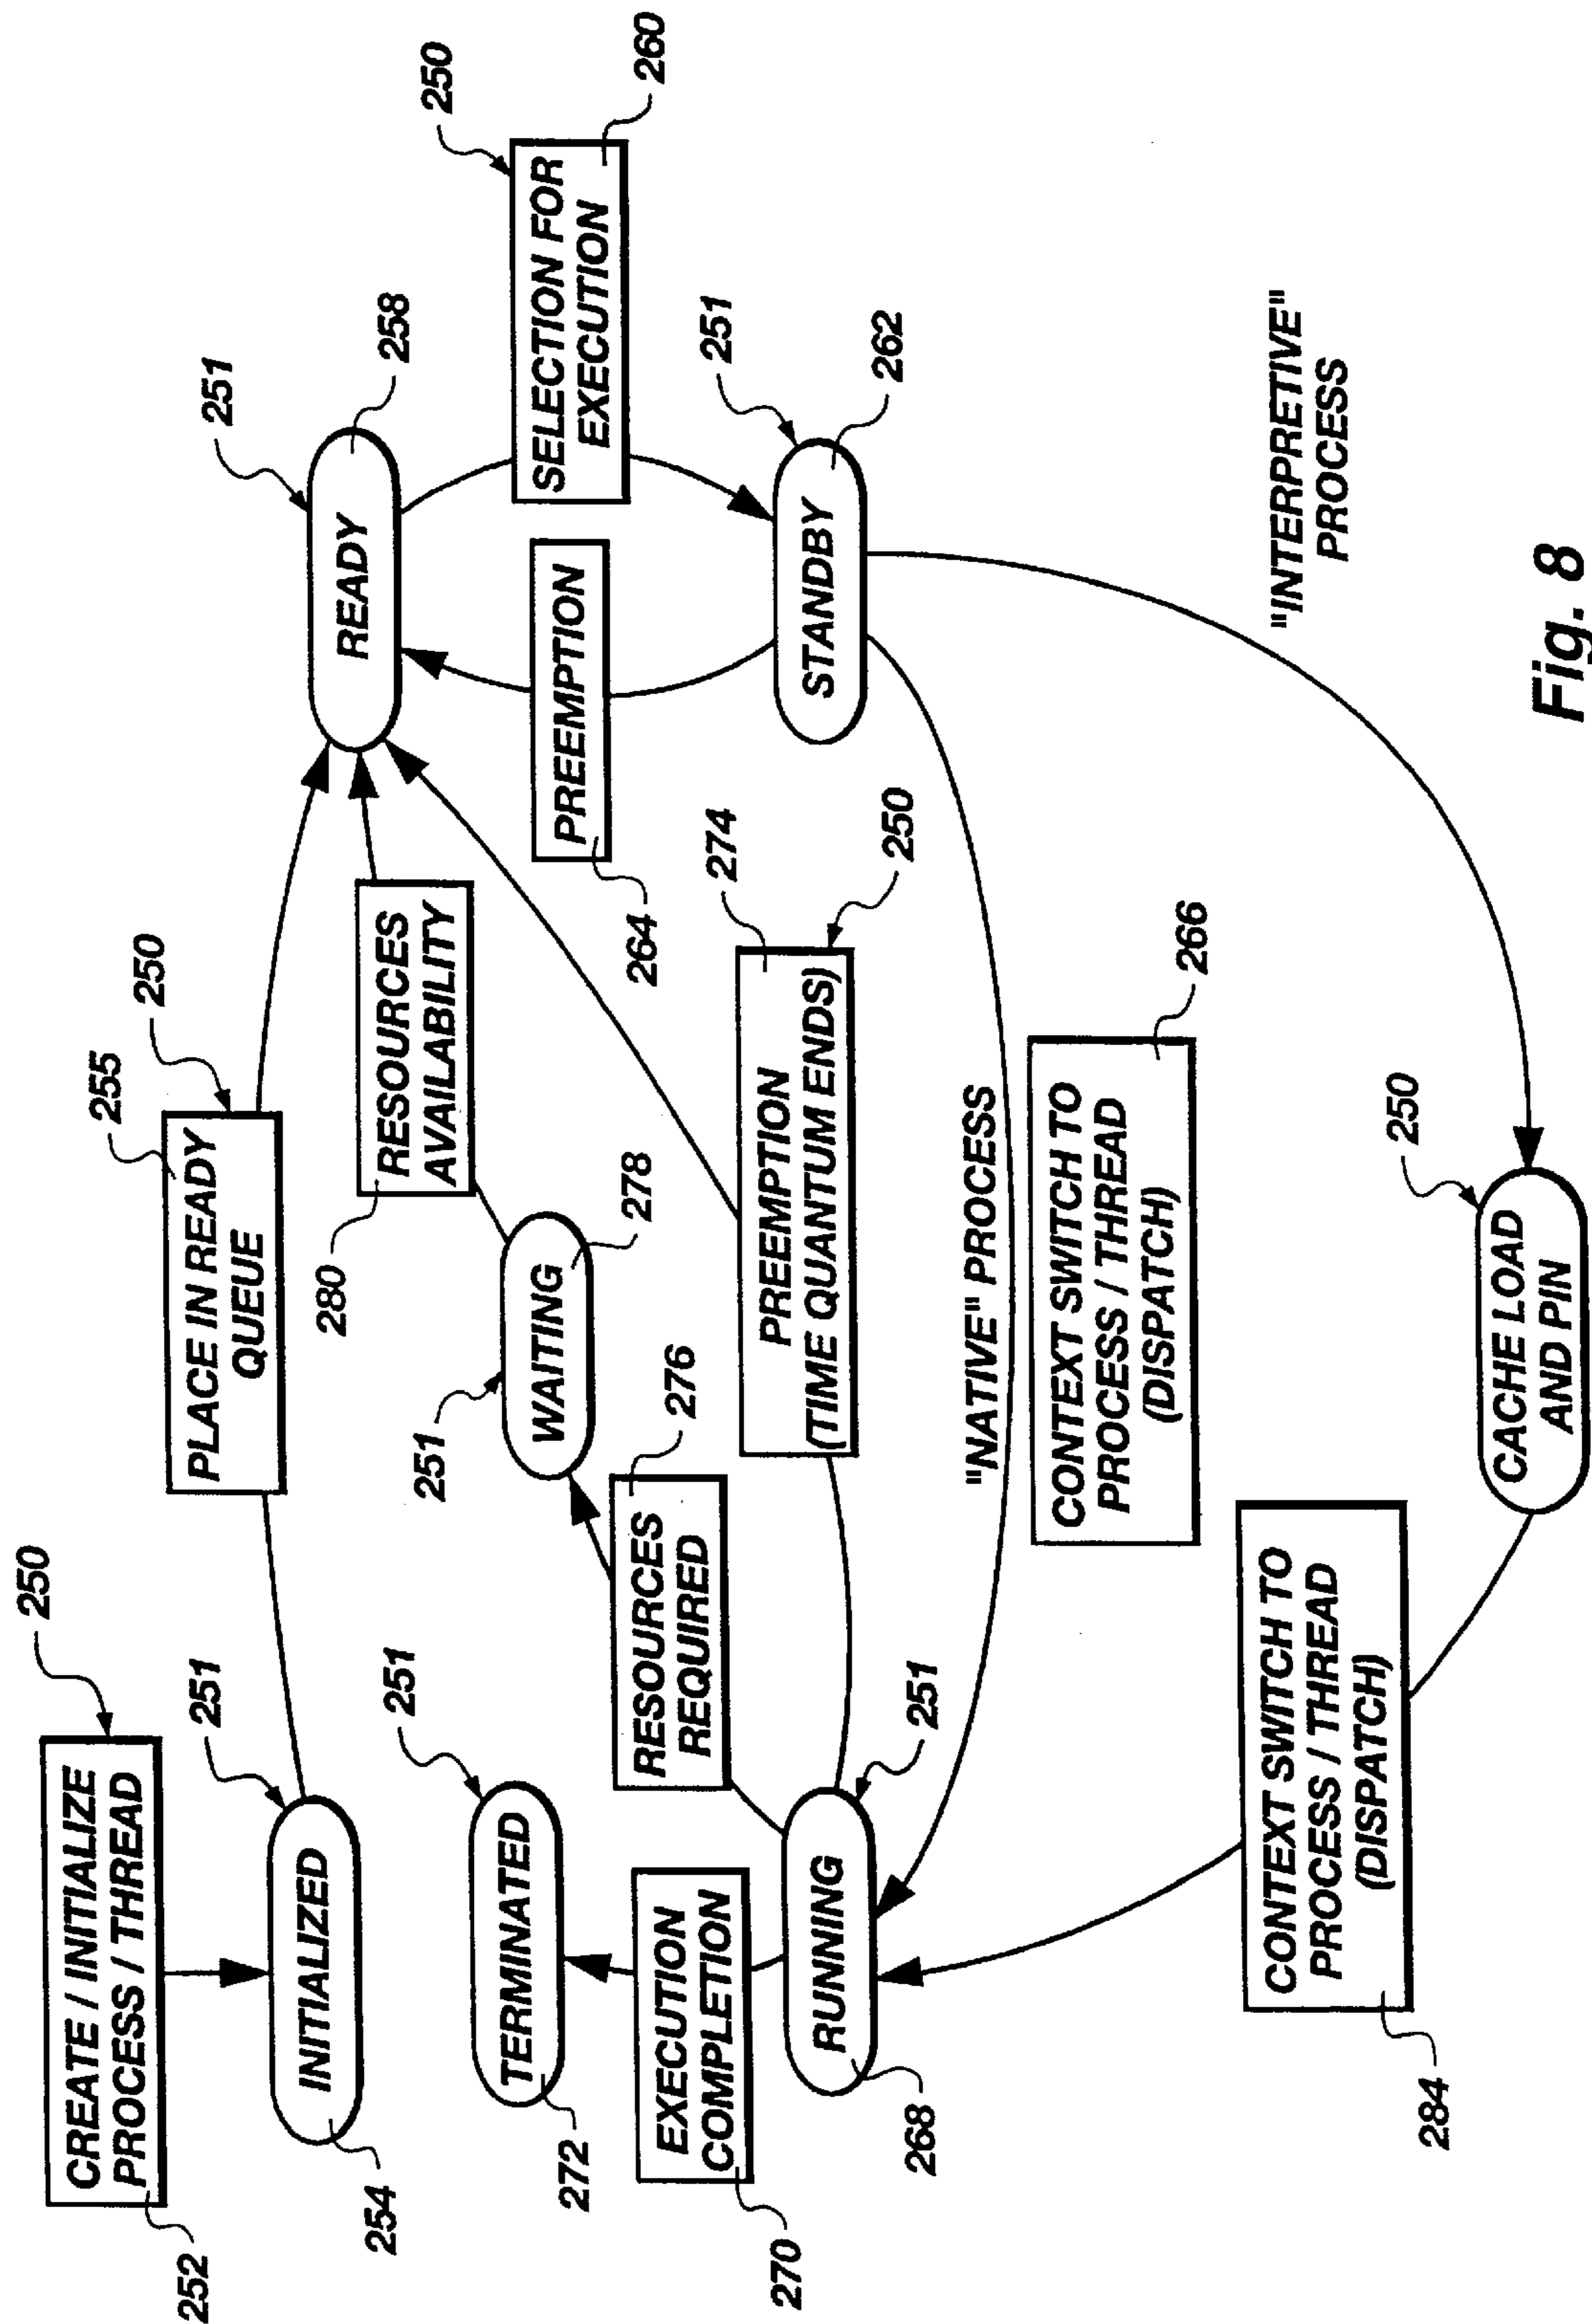 250
CREATE / INITIALIZE
PROCESS / THREAD
252
251
INITIALIZED
254
255
250
PLACE IN READY
QUEUE
251
READY
258
250
SELECTION FOR
EXECUTION
260
PREEMPTION
264
251
STANDBY
262
RESOURCES
AVAILABILITY
280
251
WAITING
278
RESOURCES
REQUIRED
276
251
TERMINATED
272
EXECUTION
COMPLETION
270
251
RUNNING
268
274
250
PREEMPTION
(TIME QUANTUM ENDS)
"NATIVE" PROCESS
CONTEXT SWITCH TO
PROCESS / THREAD
(DISPATCH)
266
"INTERPRETIVE"
PROCESS
CONTEXT SWITCH TO
PROCESS / THREAD
(DISPATCH)
284
250
CACHE LOAD
AND PIN
Fig. 8